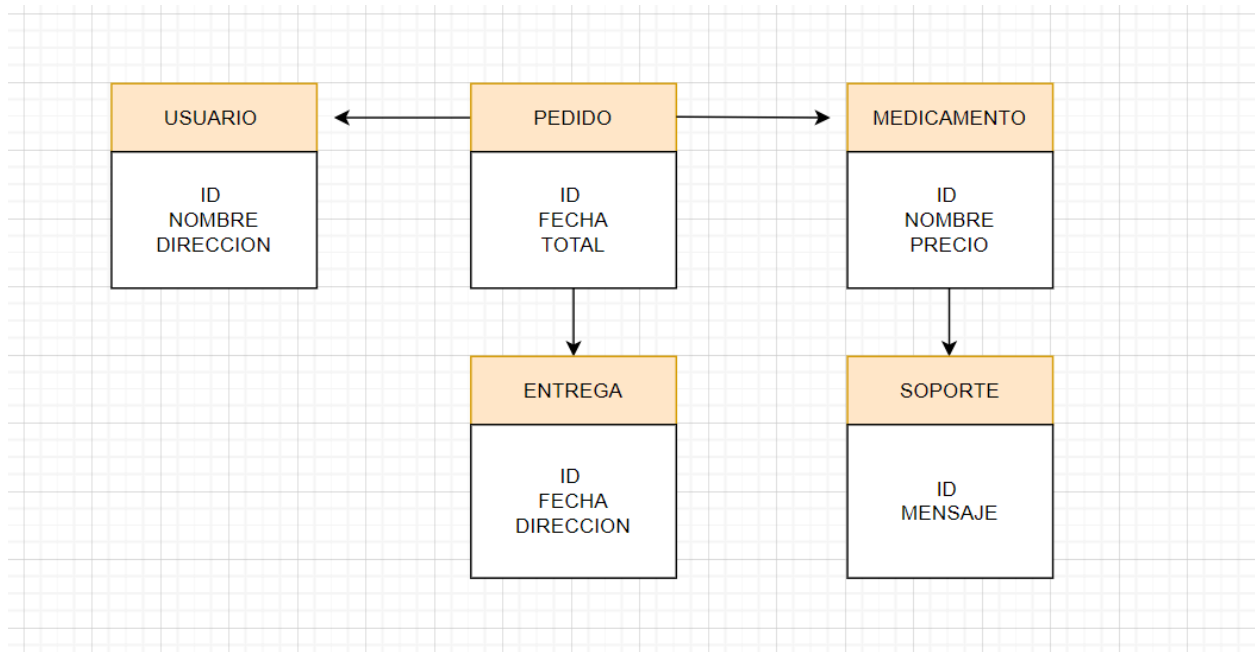 USUARIO
ID
NOMBRE
DIRECCION
PEDIDO
ID
FECHA
TOTAL
MEDICAMENTO
ID
NOMBRE
PRECIO
ENTREGA
ID
FECHA
DIRECCION
SOPORTE
ID
MENSAJE